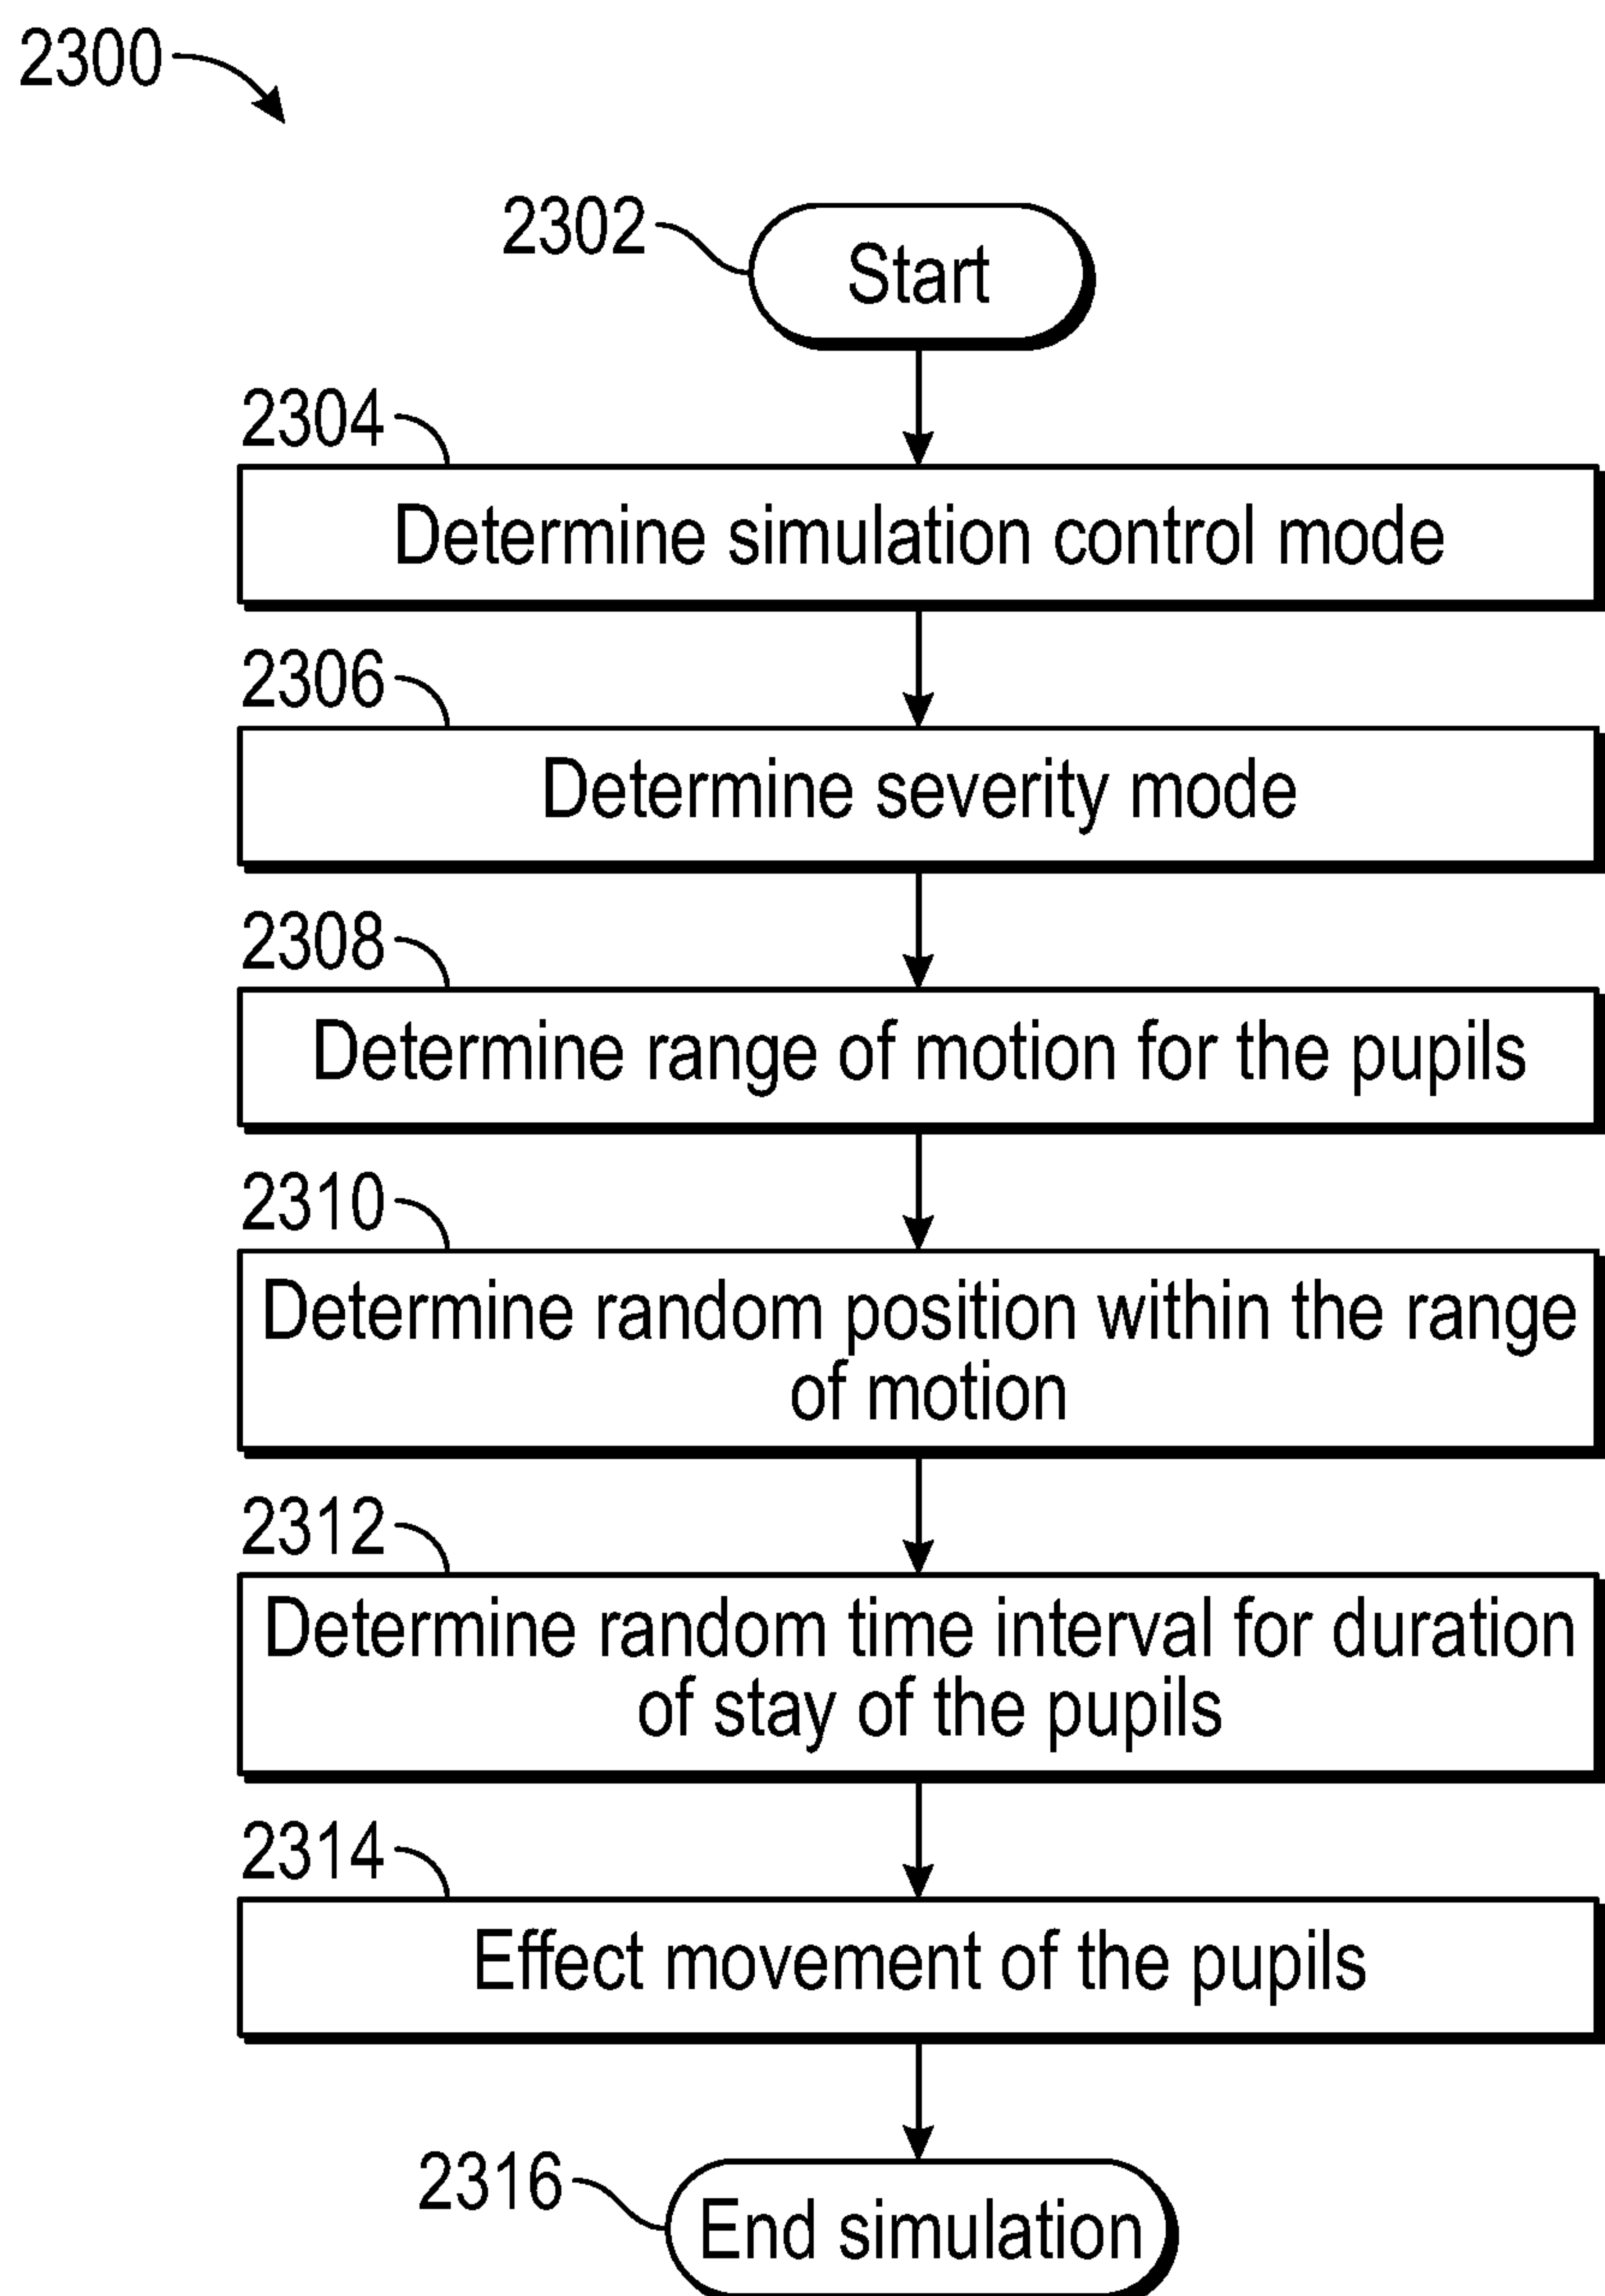 2300
2302
Start
2304
Determine simulation control mode
2306
Determine severity mode
2308
Determine range of motion for the pupils
2310
Determine random position within the range
of motion
2312
Determine random time interval for duration
of stay of the pupils
2314
Effect movement of the pupils
2316
End simulation